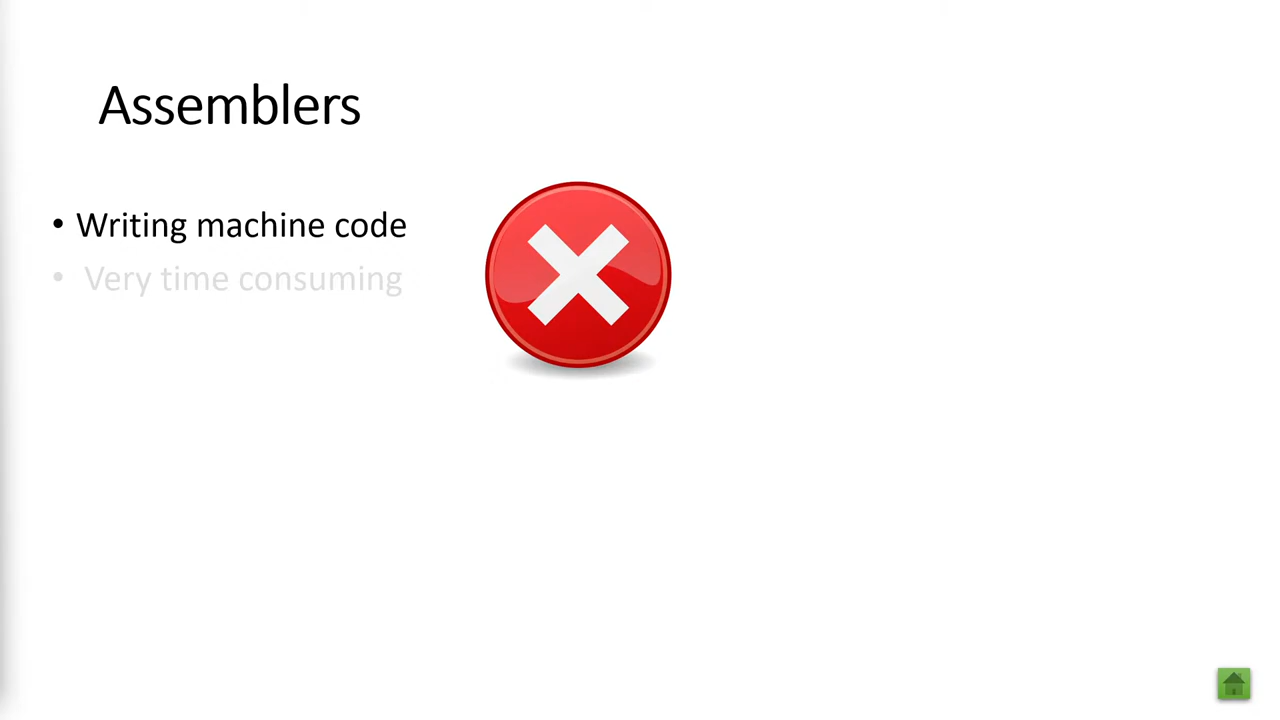 Assemblers
• Writing machine code
• Very time consuming